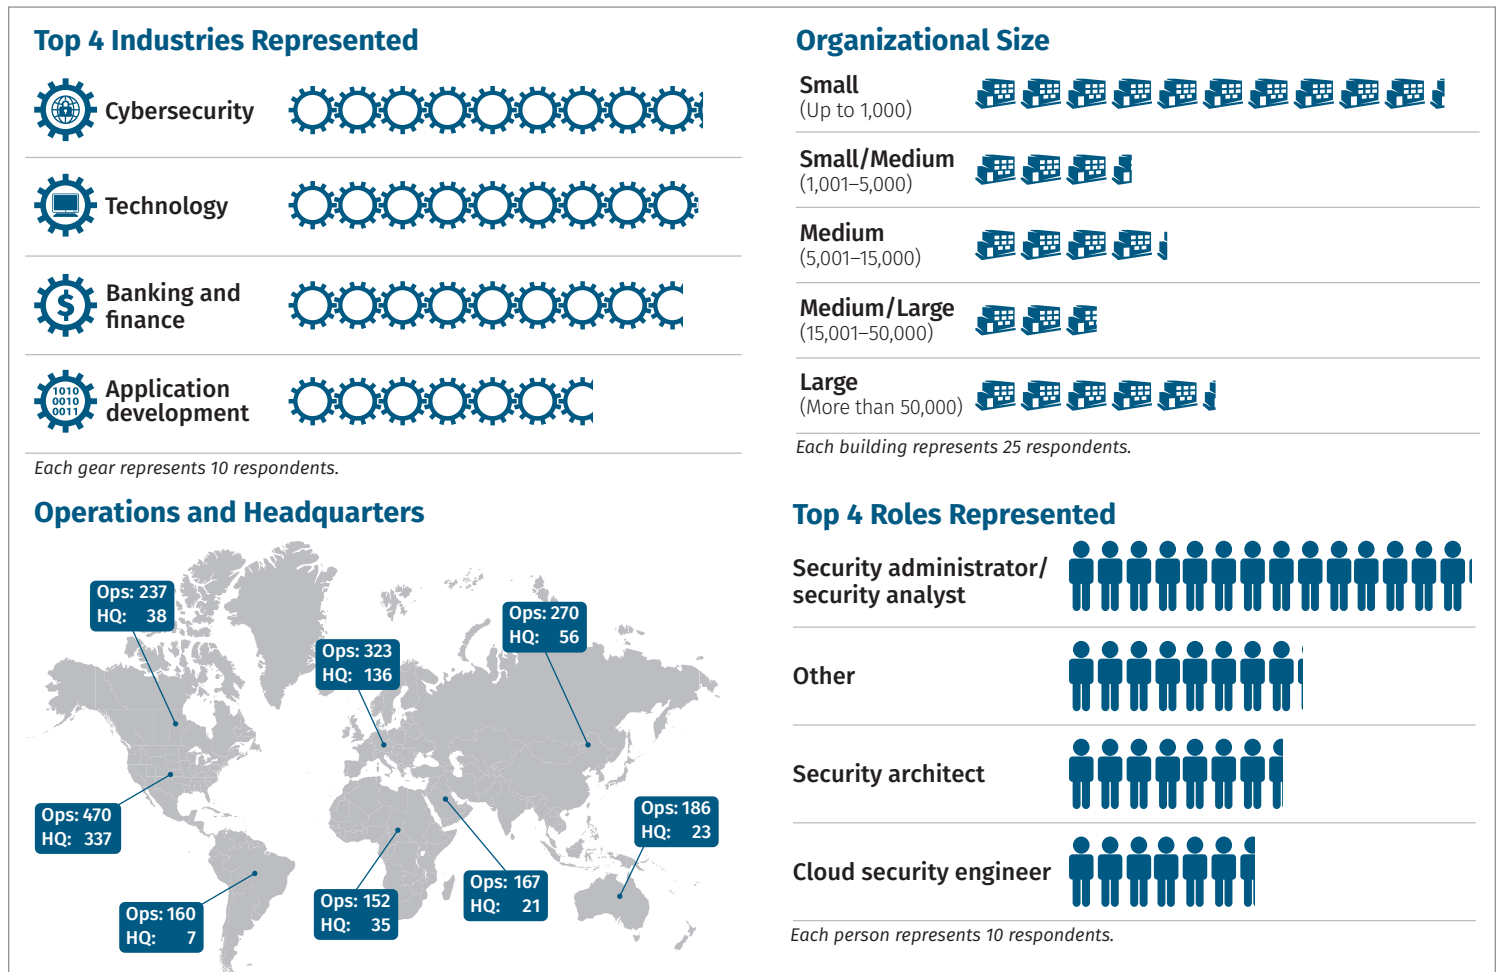 Top 4 Industries Represented
Cybersecurity
Technology
$
Banking and
finance
1010
0010
0011
Application
development
Each gear represents 10 respondents.
Organizational Size
Small
(Up to 1,000)
Small/Medium
(1,001–5,000)
Medium
(5,001–15,000)
Medium/Large
(15,001–50,000)
Large
(More than 50,000)
Each building represents 25 respondents.
Operations and Headquarters
Ops: 237
HQ: 38
Ops: 323
HQ: 136
Ops: 270
HQ: 56
Ops: 470
HQ: 337
Ops: 186
HQ: 23
Ops: 160
HQ: 7
Ops: 152
HQ: 35
Ops: 167
HQ: 21
Top 4 Roles Represented
Security administrator/
security analyst
Other
Security architect
Cloud security engineer
Each person represents 10 respondents.